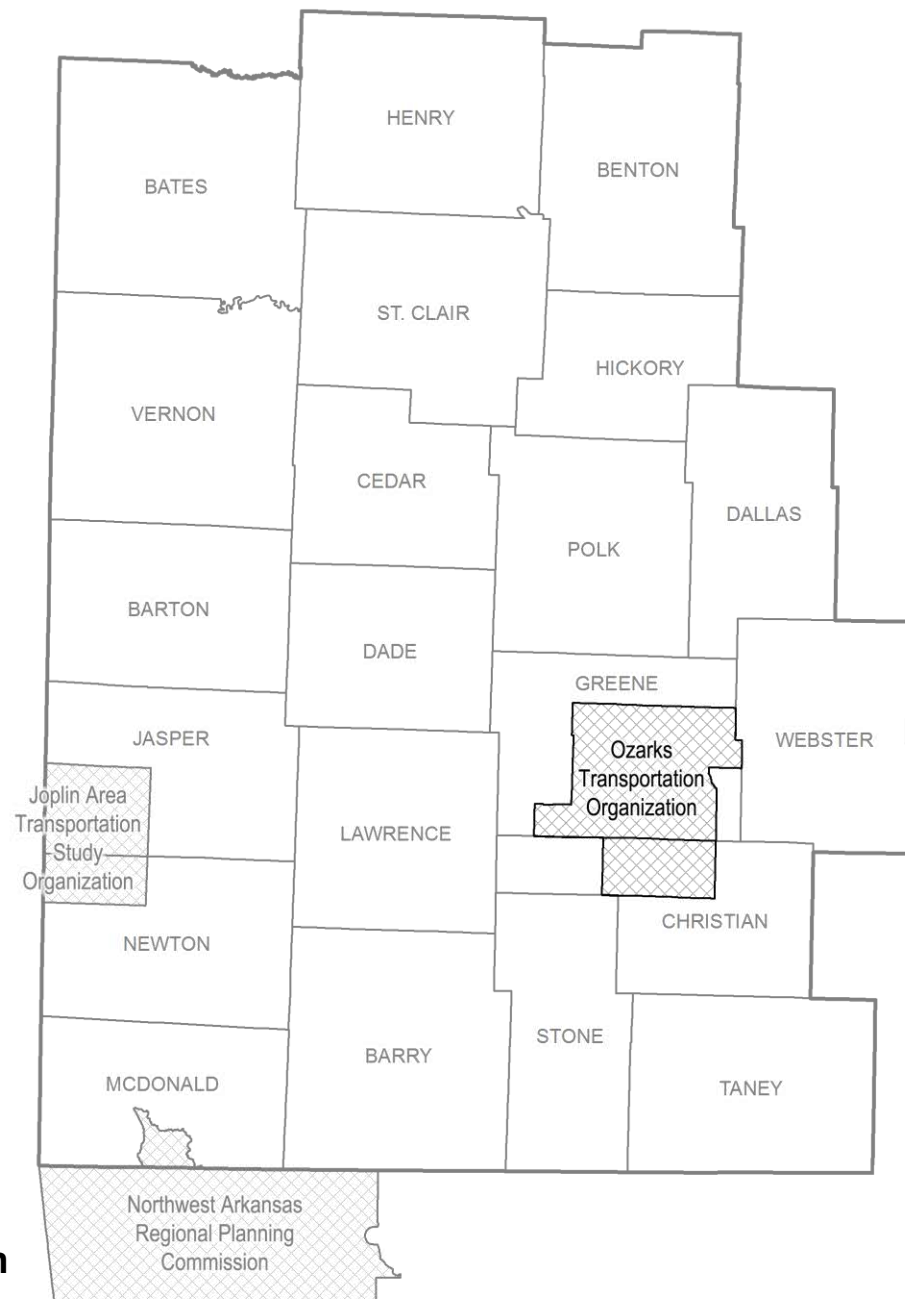 HENRY
BENTON
BATES
ST. CLAIR
HICKORY
VERNON
CEDAR
DALLAS
POLK
BARTON
DADE
GREENE
JASPER
WEBSTER
Ozarks
Transportation
Organization
Joplin Area
Transportation
Study
Organization
LAWRENCE
CHRISTIAN
NEWTON
STONE
BARRY
MCDONALD
TANEY
Northwest Arkansas
Regional Planning
Commission